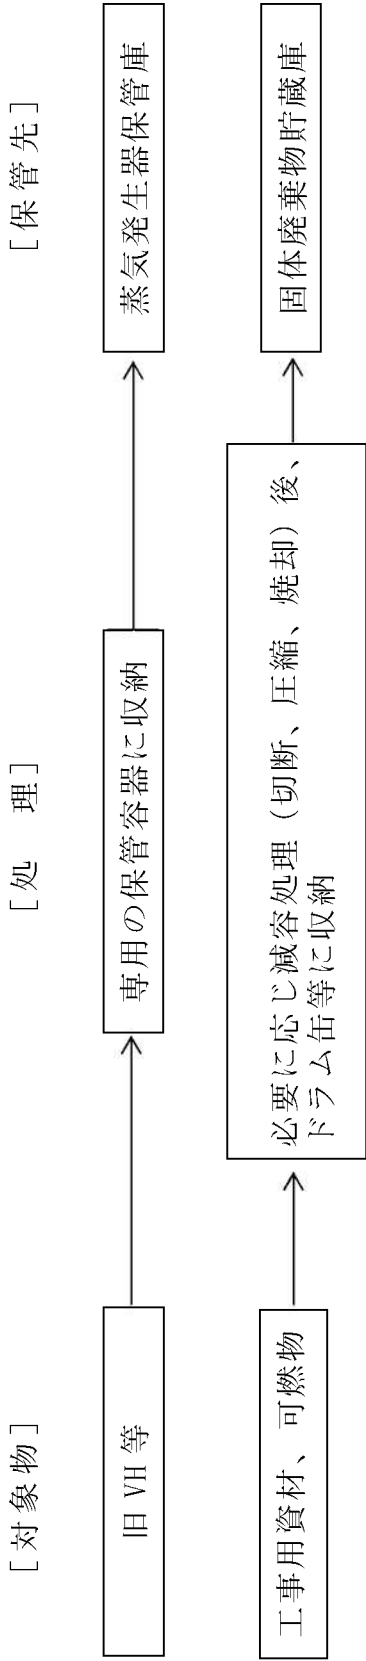 ［対象物］
［処　理］
［保管先］
旧 VH 等
専用の保管容器に収納
蒸気発生器保管庫
工事用資材、可燃物
必要に応じ減容処理（切断、圧縮、焼却）後、
ドラム缶等に収納
固体廃棄物貯蔵庫